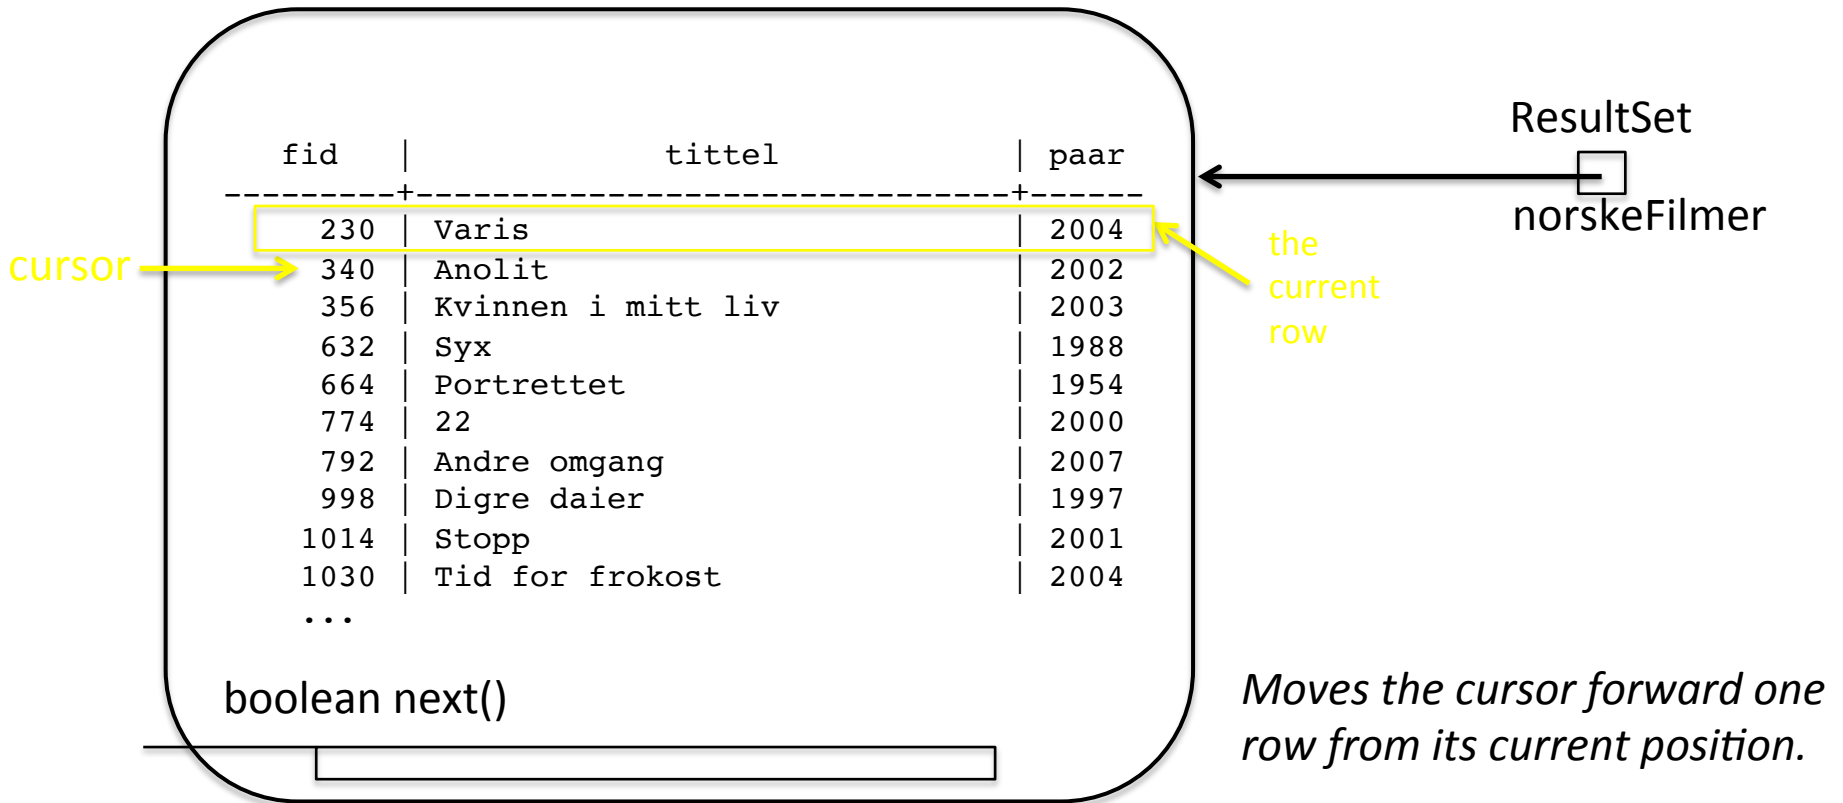 ResultSet
norskeFilmer
fid | tittel | paar
---------+-------------------------------+------
230 | Varis | 2004
340 | Anolit | 2002
356 | Kvinnen i mitt liv | 2003
632 | Syx | 1988
664 | Portrettet | 1954
774 | 22 | 2000
792 | Andre omgang | 2007
998 | Digre daier | 1997
1014 | Stopp | 2001
1030 | Tid for frokost | 2004
...
cursor
the
current
row
boolean next()
Moves the cursor forward one
row from its current position.